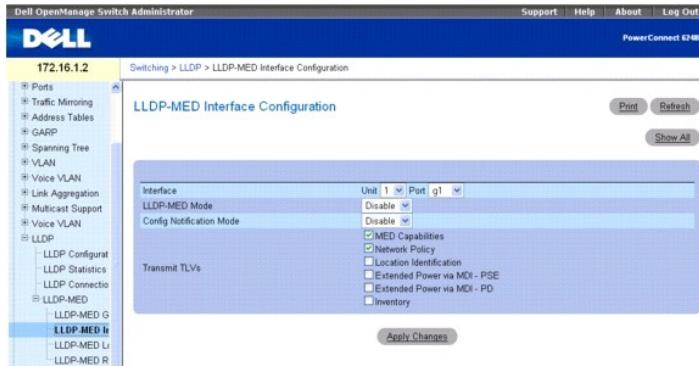 Dell OpenManage Switch Administrator
Support Help About Log Out
DELL
PowerConnect 6248
172.16.1.2
Switching > LLDP > LLDP-MED Interface Configuration
Ports
Traffic Mirroring
Address Tables
GARP
Spanning Tree
VLAN
Voice VLAN
Link Aggregation
Multicast Support
Voice VLAN
LLDP
LLDP Configurat
LLDP Statistics
LLDP Connectio
LLDP-MED
LLDP-MED G
LLDP-MED In
LLDP-MED Lo
LLDP-MED R
LLDP-MED Interface Configuration
Print Refresh
Show All
Interface Unit 1 Port g1
LLDP-MED Mode Disable
Config Notification Mode Disable
Transmit TLVs
MED Capabilities
Network Policy
Location Identification
Extended Power via MDI - PSE
Extended Power via MDI - PD
Inventory
Apply Changes